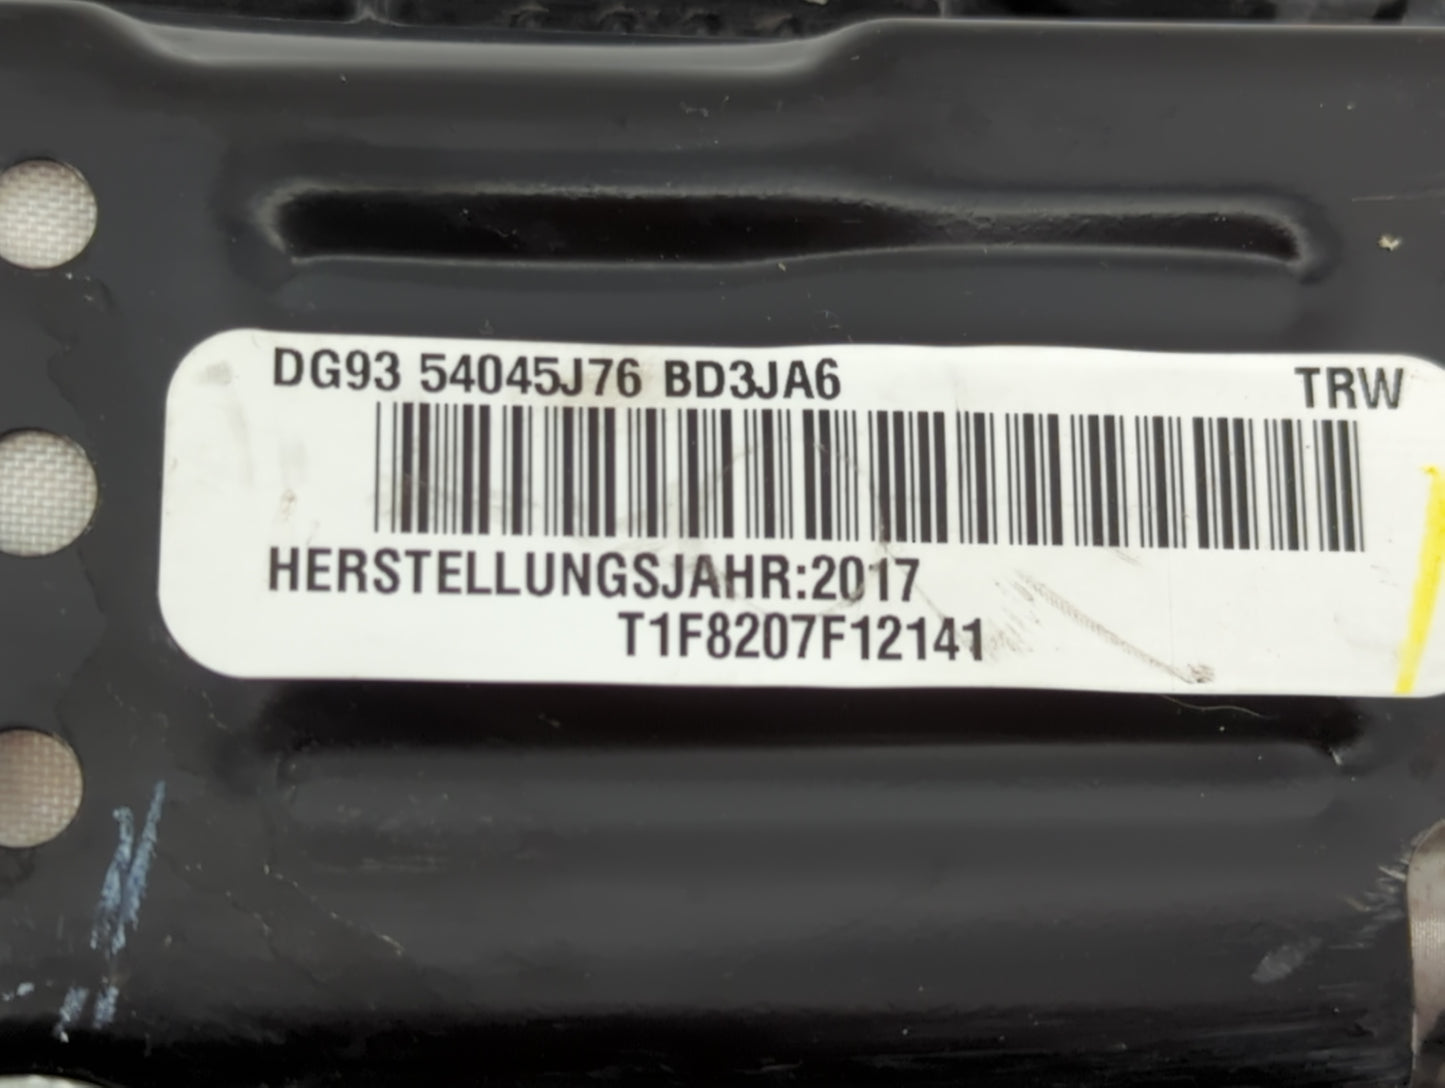 DG93 54045J76 BD3JA6 TRW
HERSTELLUNGSJAHR:2017
T1F8207F12141